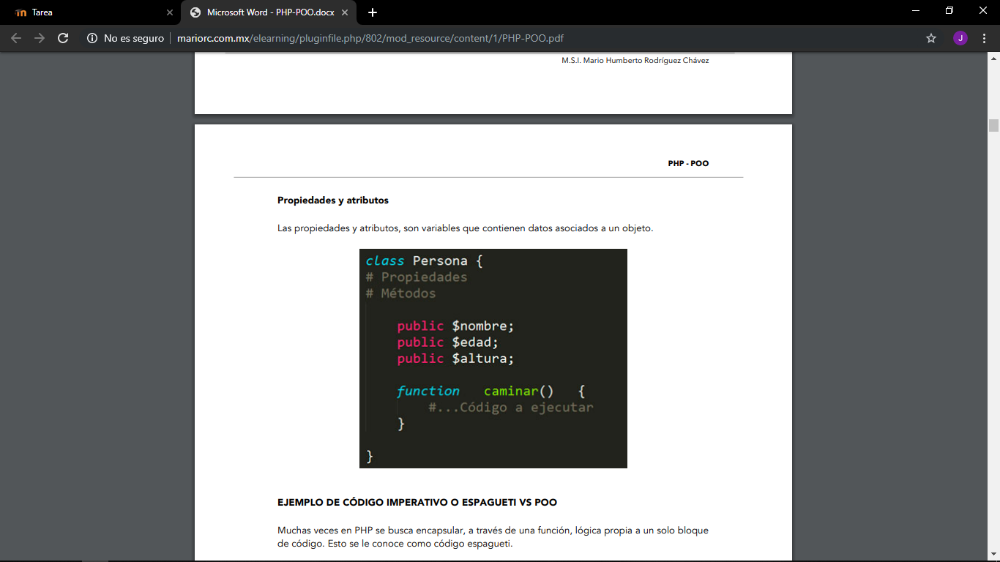 Tarea
Microsoft Word - PHP-POO.docx
No es seguro
mariorc.com.mx/elearning/pluginfile.php/802/mod_resource/content/1/PHP-POO.pdf
J
M.S.I. Mario Humberto Rodríguez Chávez
PHP - POO
Propiedades y atributos
Las propiedades y atributos, son variables que contienen datos asociados a un objeto.
class Persona {
# Propiedades
# Métodos
public $nombre;
public $edad;
public $altura;
function caminar() {
#...Código a ejecutar
}
}
EJEMPLO DE CÓDIGO IMPERATIVO O ESPAGUETI VS POO
Muchas veces en PHP se busca encapsular, a través de una función, lógica propia a un solo bloque
de código. Esto se le conoce como código espagueti.